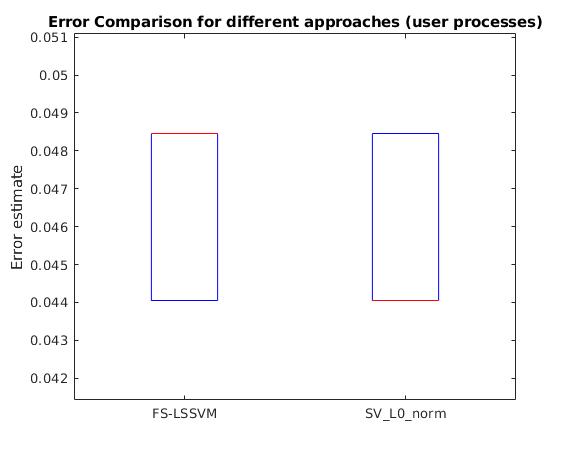 Error Comparison for different approaches (user processes)
0.051
0.05
0.049
0.048
0.047
0.046
0.045
0.044
0.043
0.042
Error estimate
FS-LSSVM
SV_L0_norm